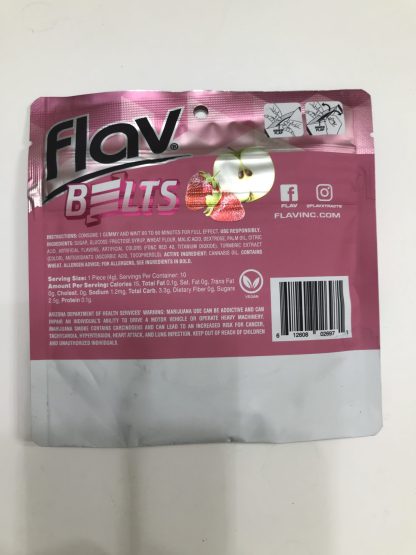 flav®
BELTS
FLAV
@FLAVXTRACTS
FLAVINC.COM
INSTRUCTIONS: CONSUME 1 GUMMY AND WAIT 60 TO 90 MINUTES FOR FULL EFFECT. USE RESPONSIBLY.
INGREDIENTS: SUGAR, GLUCOSE FRUCTOSE SYRUP, WHEAT FLOUR, MALIC ACID, DEXTROSE, PALM OIL, CITRIC
ACID, ARTIFICIAL FLAVORS, ARTIFICIAL COLORS (FD&C RED 40, TITANIUM DIOXIDE), TURMERIC EXTRACT
(COLOR), ANTIOXIDANTS (ASCORBIC ACID, TOCOPHEROLS). ACTIVE INGREDIENT: CANNABIS OIL. CONTAINS
WHEAT. ALLERGEN ADVICE: FOR ALLERGENS, SEE INGREDIENTS IN BOLD.
Serving Size: 1 Piece (4g), Servings Per Container: 10
Amount Per Serving: Calories 15, Total Fat 0.1g, Sat. Fat 0g, Trans Fat
0g, Cholest. 0g, Sodium 1.2mg, Total Carb. 3.3g, Dietary Fiber 0g, Sugars
2.5g, Protein 0.1g
VEGAN
ARIZONA DEPARTMENT OF HEALTH SERVICES' WARNING: MARIJUANA USE CAN BE ADDICTIVE AND CAN
IMPAIR AN INDIVIDUAL'S ABILITY TO DRIVE A MOTOR VEHICLE OR OPERATE HEAVY MACHINERY.
MARIJUANA SMOKE CONTAINS CARCINOGENS AND CAN LEAD TO AN INCREASED RISK FOR CANCER,
TACHYCARDIA, HYPERTENSION, HEART ATTACK, AND LUNG INFECTION. KEEP OUT OF REACH OF CHILDREN
AND UNAUTHORIZED INDIVIDUALS.
6 12608 02697 1